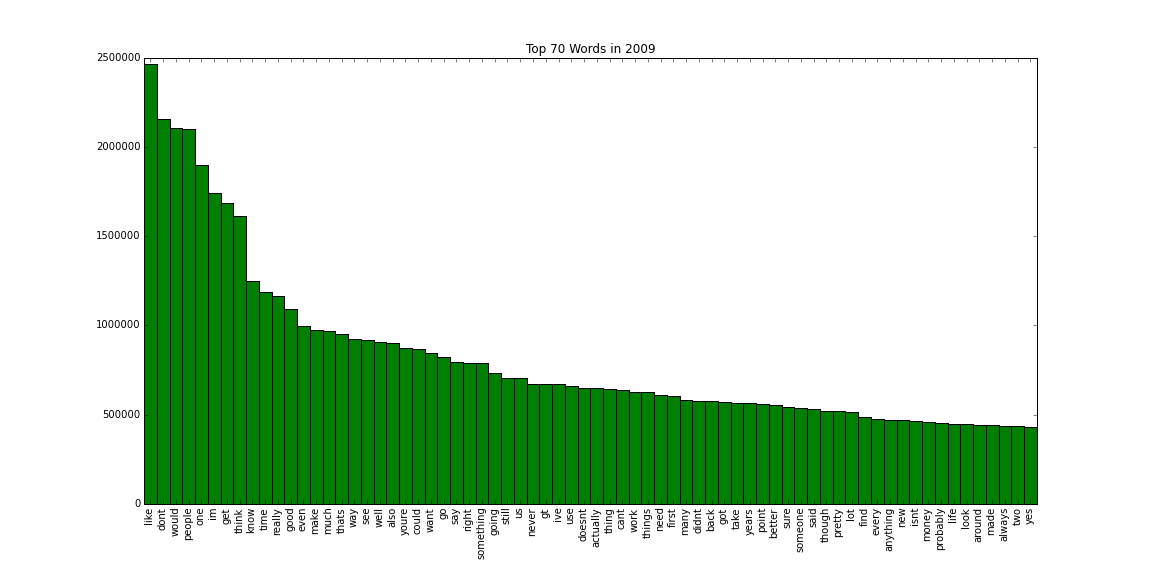 Top 70 Words in 2009
2500000
2000000
1500000
1000000
500000
0
like
dont
would
people
one
im
get
think
know
time
really
good
even
make
much
thats
way
see
well
also
youre
could
want
go
say
right
something
going
still
us
never
gt
ive
use
doesnt
actually
thing
cant
work
things
need
first
many
didnt
back
got
take
years
point
better
sure
someone
said
though
pretty
lot
find
every
anything
new
isnt
money
probably
life
look
around
made
always
two
yes